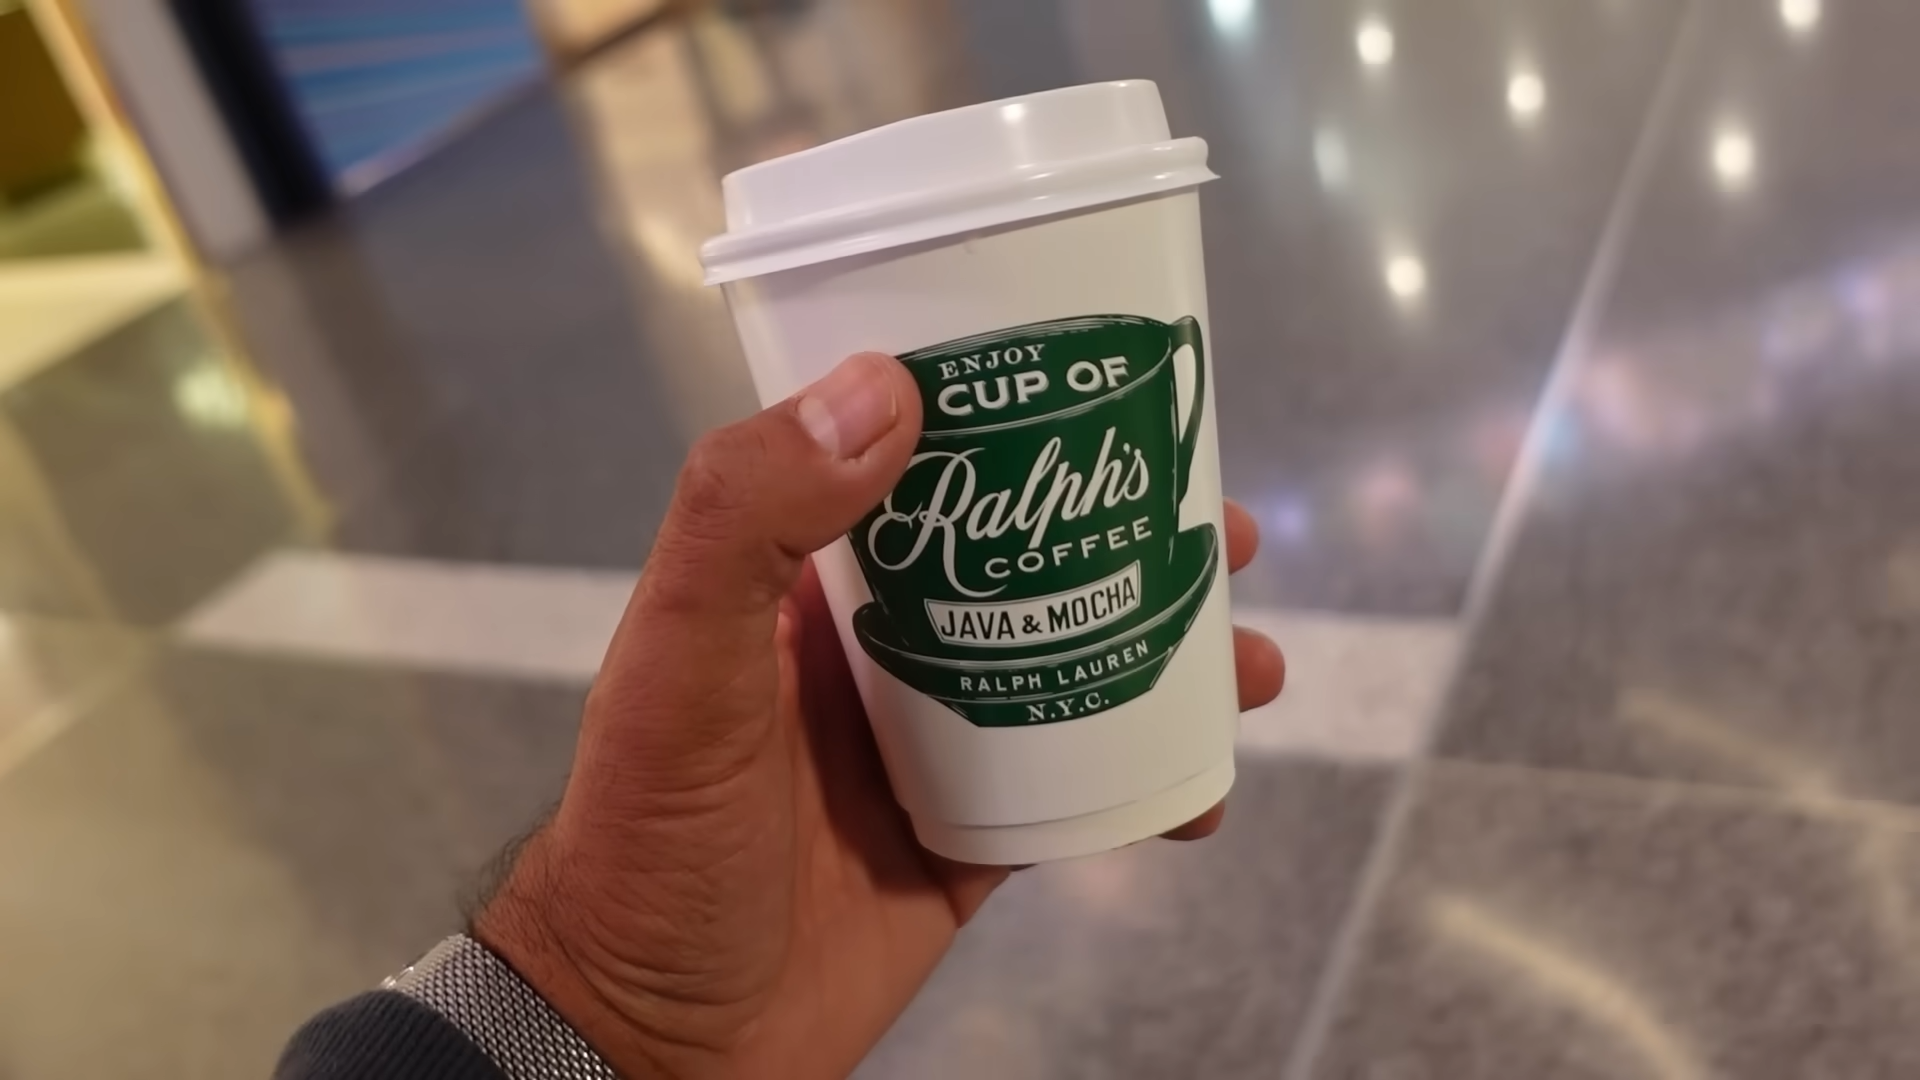 ENJOY
CUP OF
Ralph's
COFFEE
JAVA & MOCHA
RALPH LAUREN
N.Y.C.